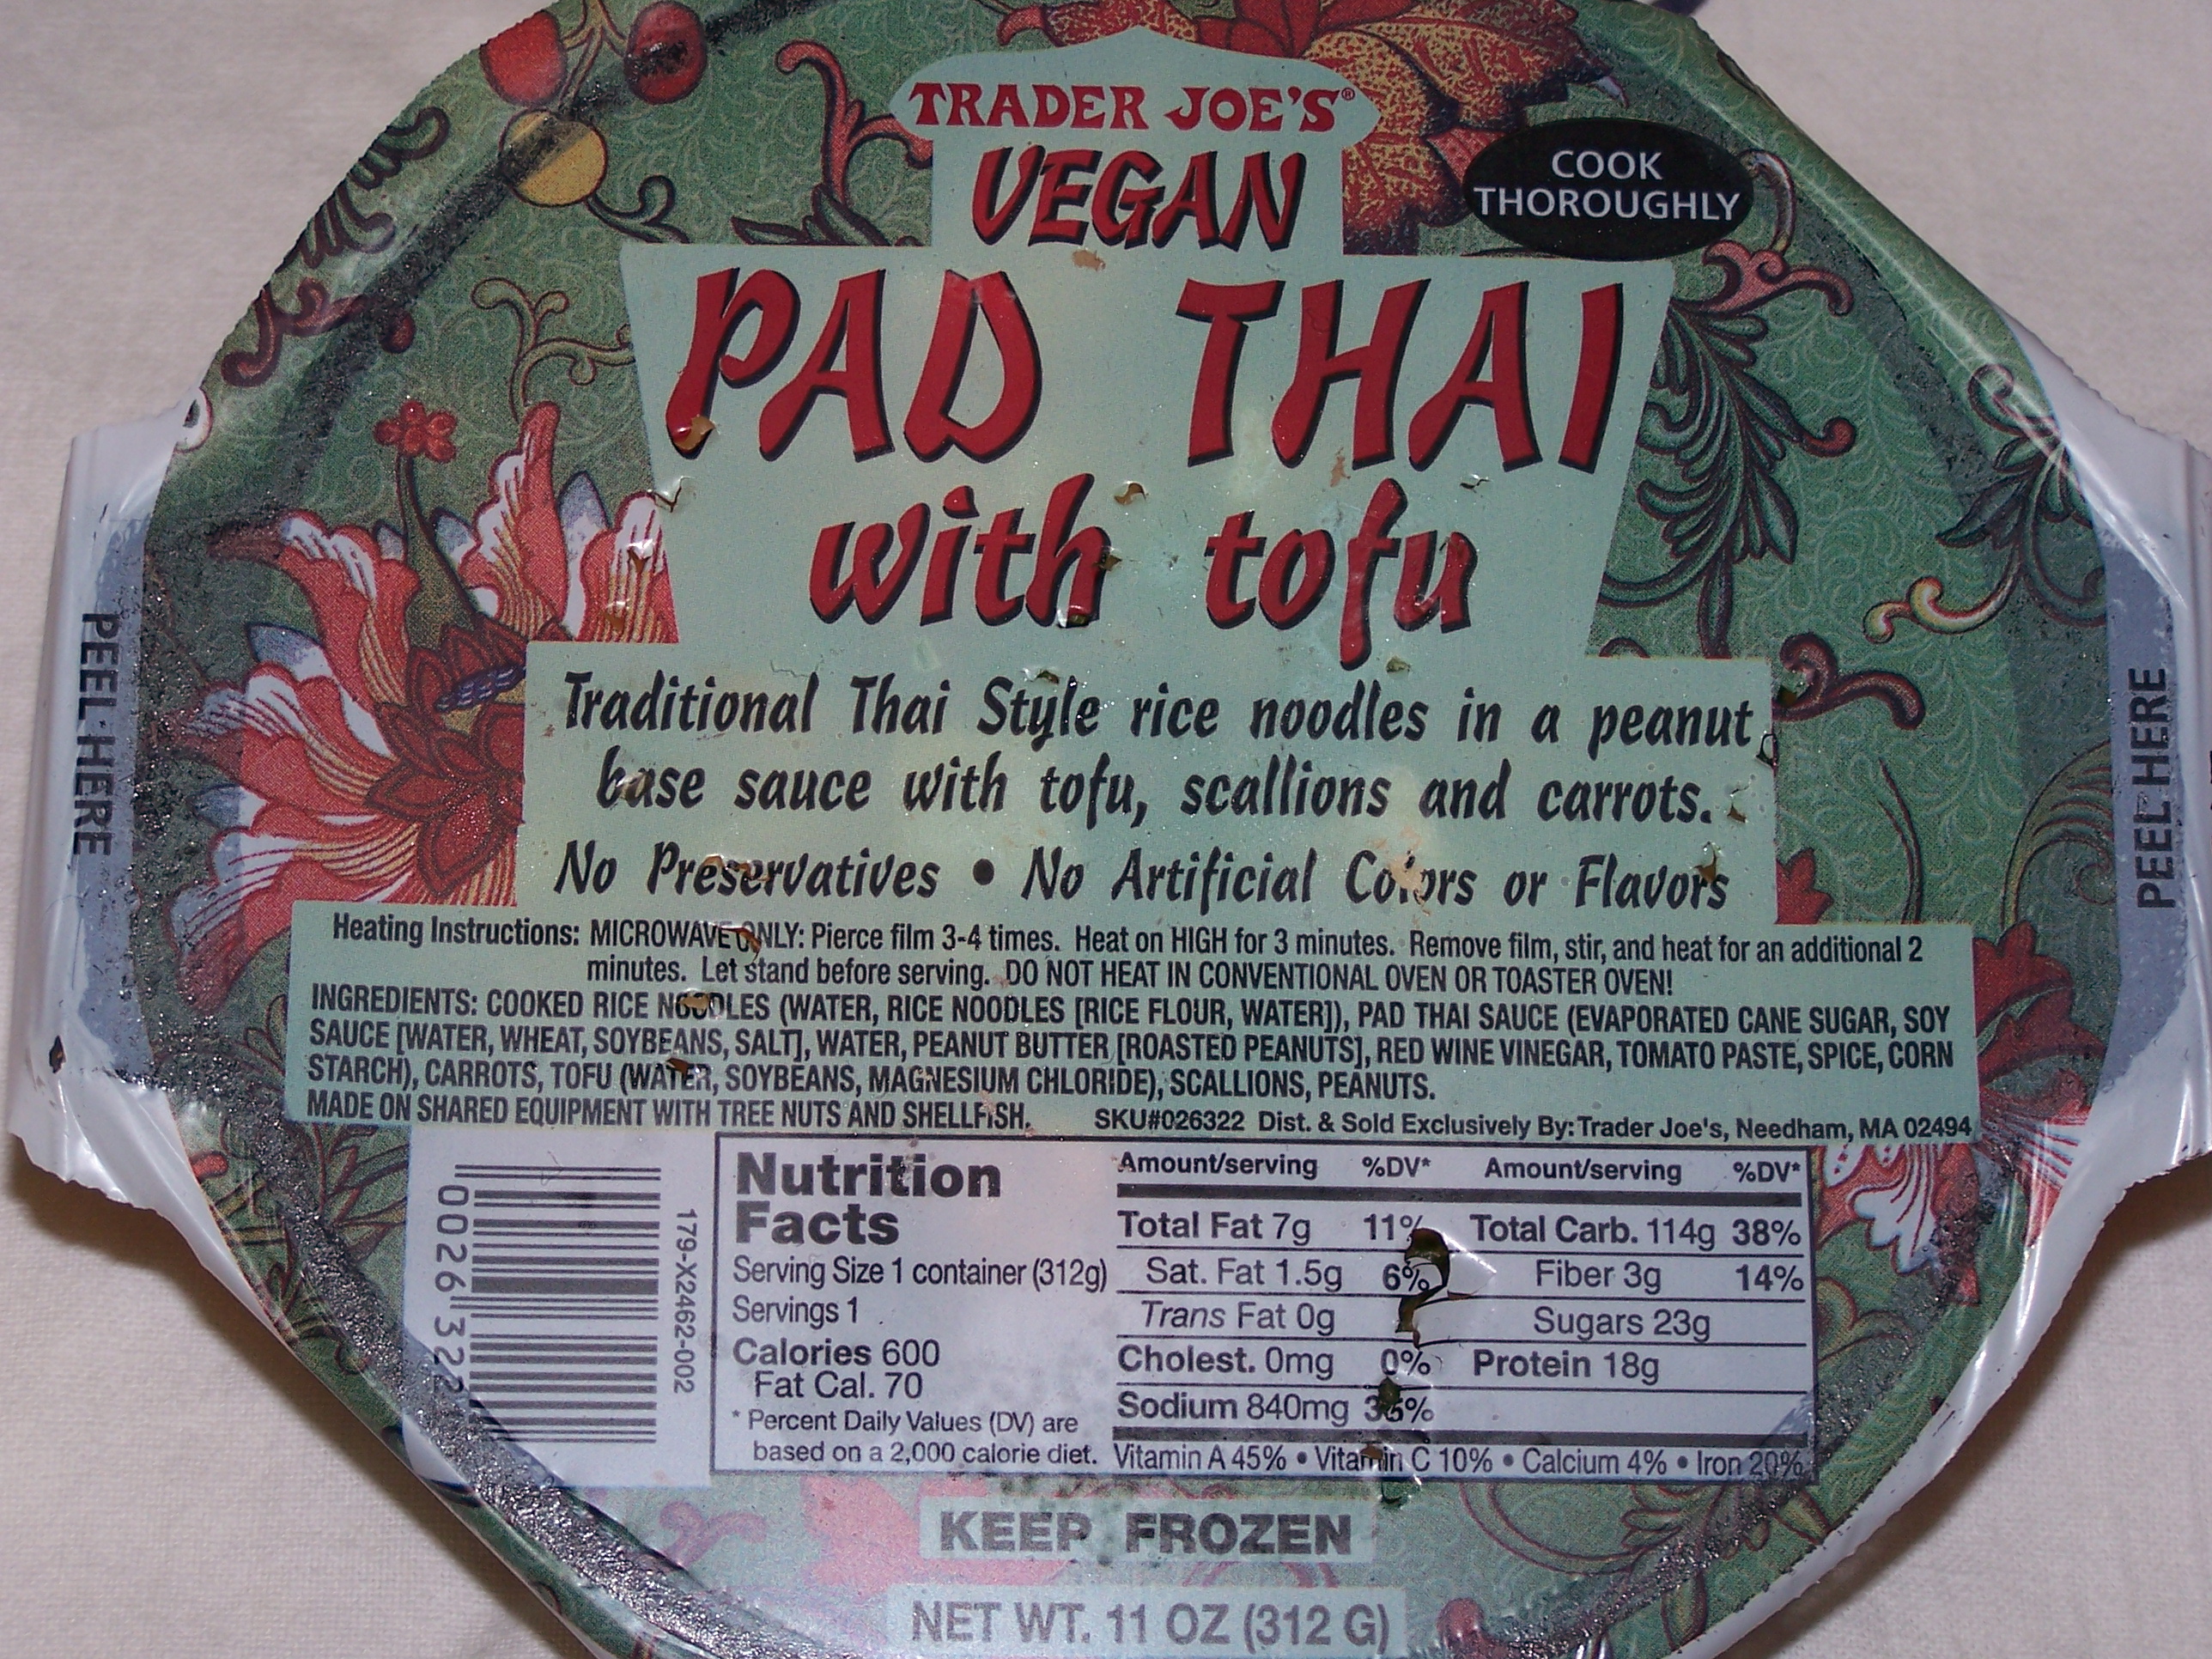 TRADER JOE'S®
VEGAN
COOK
THOROUGHLY
PAD THAI
with tofu
PEEL HERE
PEEL HERE
Traditional Thai Style rice noodles in a peanut
base sauce with tofu, scallions and carrots.
No Preservatives • No Artificial Colors or Flavors
Heating Instructions: MICROWAVE ONLY: Pierce film 3-4 times. Heat on HIGH for 3 minutes. Remove film, stir, and heat for an additional 2
minutes. Let stand before serving. DO NOT HEAT IN CONVENTIONAL OVEN OR TOASTER OVEN!
INGREDIENTS: COOKED RICE NOODLES (WATER, RICE NOODLES [RICE FLOUR, WATER]), PAD THAI SAUCE (EVAPORATED CANE SUGAR, SOY
SAUCE [WATER, WHEAT, SOYBEANS, SALT], WATER, PEANUT BUTTER [ROASTED PEANUTS], RED WINE VINEGAR, TOMATO PASTE, SPICE, CORN
STARCH), CARROTS, TOFU (WATER, SOYBEANS, MAGNESIUM CHLORIDE), SCALLIONS, PEANUTS.
MADE ON SHARED EQUIPMENT WITH TREE NUTS AND SHELLFISH. SKU#026322 Dist. & Sold Exclusively By: Trader Joe's, Needham, MA 02494
0026 322
179-X2462-002
Nutrition
Facts
Serving Size 1 container (312g)
Servings 1
Calories 600
Fat Cal. 70
* Percent Daily Values (DV) are
based on a 2,000 calorie diet.
Amount/serving %DV* Amount/serving %DV*
Total Fat 7g 11% Total Carb. 114g 38%
Sat. Fat 1.5g 6% Fiber 3g 14%
Trans Fat 0g Sugars 23g
Cholest. 0mg 0% Protein 18g
Sodium 840mg 35%
Vitamin A 45% • Vitamin C 10% • Calcium 4% • Iron 20%
KEEP FROZEN
NET WT. 11 OZ (312 G)